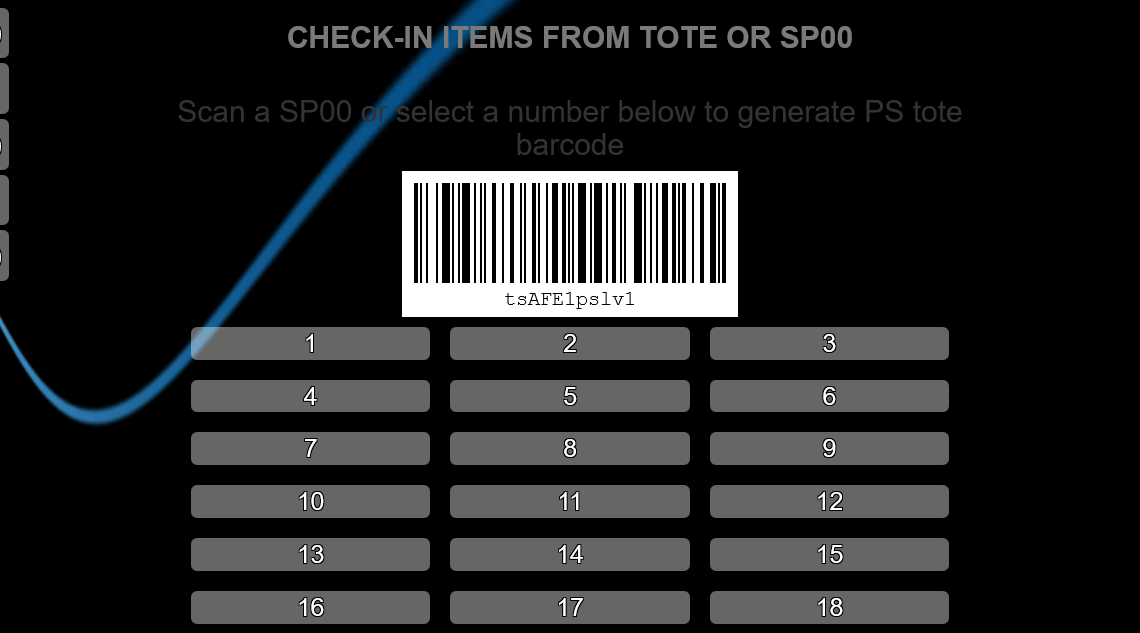 CHECK-IN ITEMS FROM TOTE OR SP00
Scan a SP00 or select a number below to generate PS tote
barcode
tsAFE1pslv1
1 2 3
4 5 6
7 8 9
10 11 12
13 14 15
16 17 18